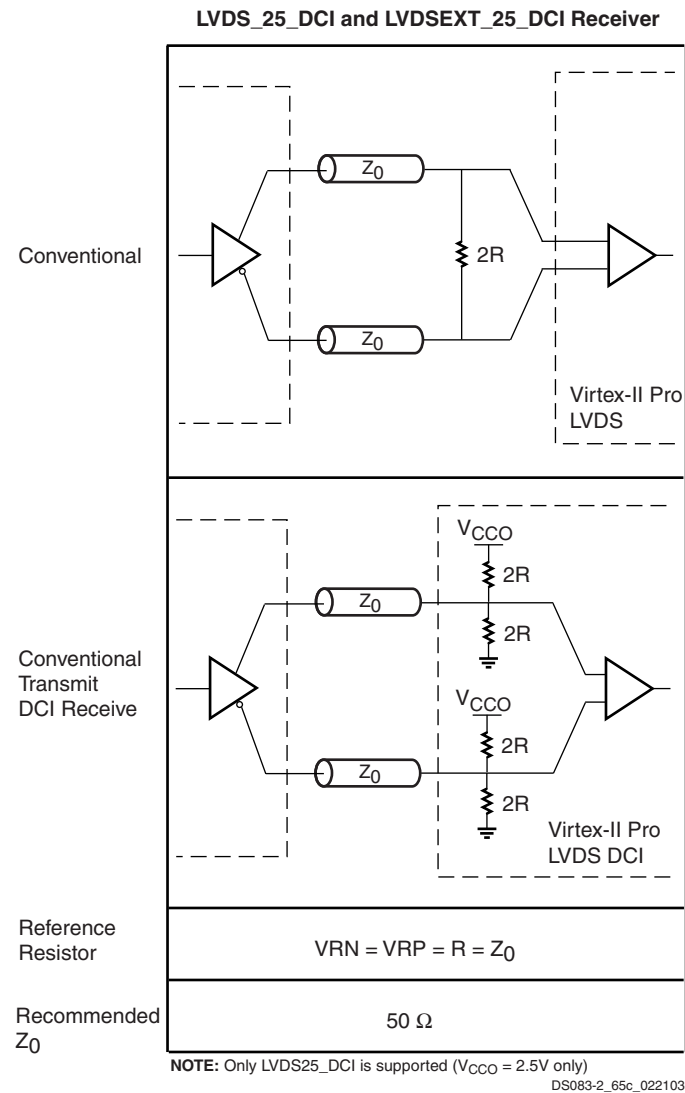 LVDS_25_DCI and LVDSEXT_25_DCI Receiver
Z0
Conventional
2R
Z0
Virtex-II Pro
LVDS
VCCO
2R
Z0
2R
Conventional
Transmit
DCI Receive
VCCO
2R
Z0
2R
Virtex-II Pro
LVDS DCI
Reference
Resistor
VRN = VRP = R = Z0
Recommended
Z0
50 Ω
NOTE: Only LVDS25_DCI is supported (VCCO = 2.5V only)
DS083-2_65c_022103